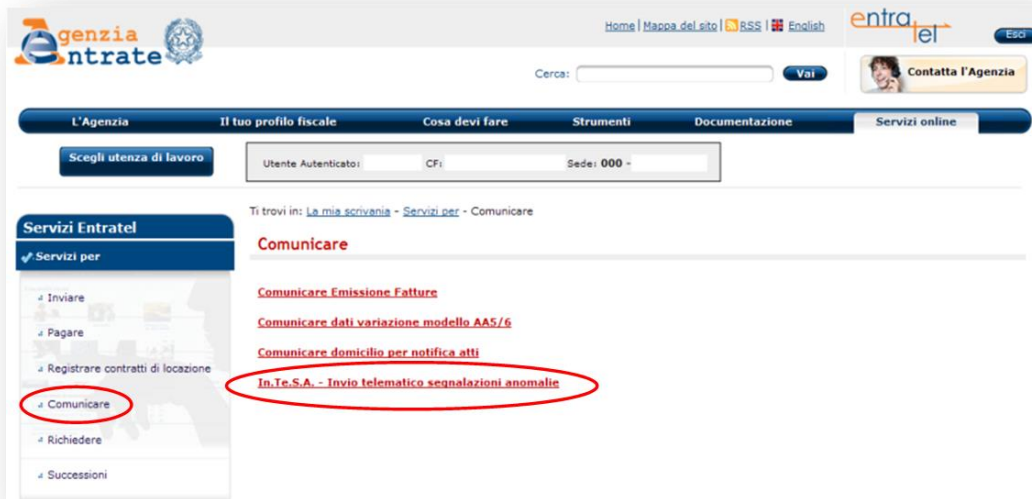 Agenzia
Entrate
Home | Mappa del sito | RSS | English
entratel
Esci
Cerca:
Vai
Contatta l'Agenzia
L'Agenzia
Il tuo profilo fiscale
Cosa devi fare
Strumenti
Documentazione
Servizi online
Scegli utenza di lavoro
Utente Autenticato: CF: Sede: 000 -
Ti trovi in: La mia scrivania - Servizi per - Comunicare
Servizi Entratel
Servizi per
Inviare
Pagare
Registrare contratti di locazione
Comunicare
Richiedere
Successioni
Comunicare
Comunicare Emissione Fatture
Comunicare dati variazione modello AA5/6
Comunicare domicilio per notifica atti
In.Te.S.A. - Invio telematico segnalazioni anomalie